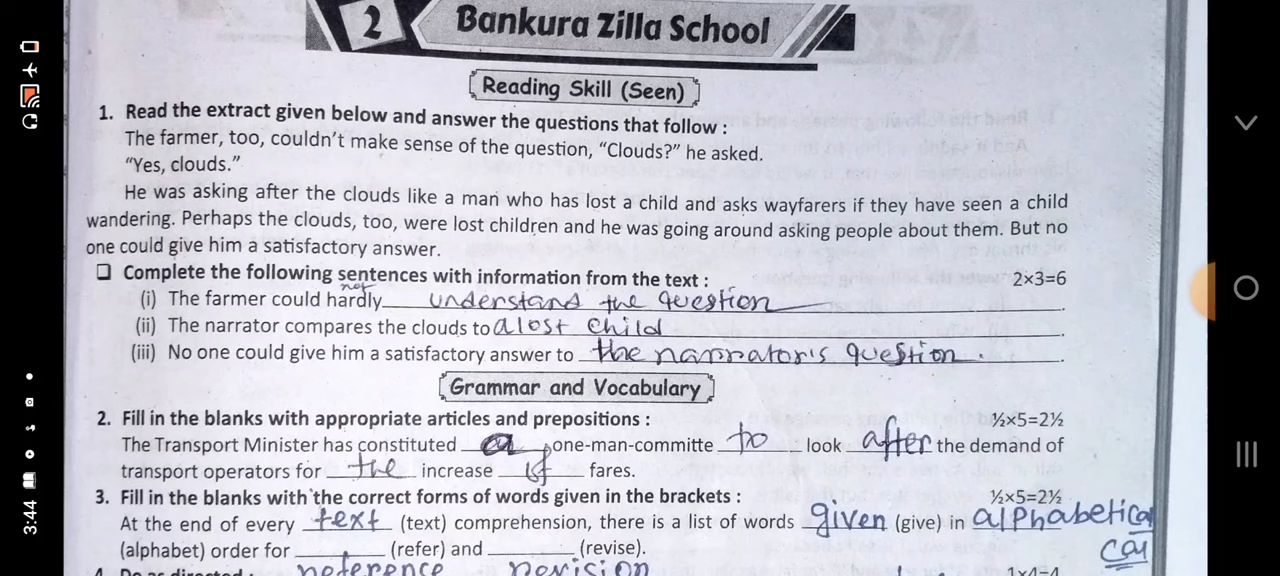 2 Bankura Zilla School
Reading Skill (Seen)
1. Read the extract given below and answer the questions that follow :
The farmer, too, couldn't make sense of the question, "Clouds?" he asked.
"Yes, clouds."
He was asking after the clouds like a man who has lost a child and asks wayfarers if they have seen a child
wandering. Perhaps the clouds, too, were lost children and he was going around asking people about them. But no
one could give him a satisfactory answer.
❑ Complete the following sentences with information from the text : 2×3=6
not
(i) The farmer could hardly understand the question
(ii) The narrator compares the clouds to a lost child
(iii) No one could give him a satisfactory answer to the narrator's question.
Grammar and Vocabulary
2. Fill in the blanks with appropriate articles and prepositions : ½×5=2½
The Transport Minister has constituted a one-man-committe to look after the demand of
transport operators for the increase fares.
3. Fill in the blanks with the correct forms of words given in the brackets : ½×5=2½
At the end of every text (text) comprehension, there is a list of words given (give) in alphabetical
(alphabet) order for (refer) and (revise). cal
reference revision
4. Do as directed : 1×4=4
3:44